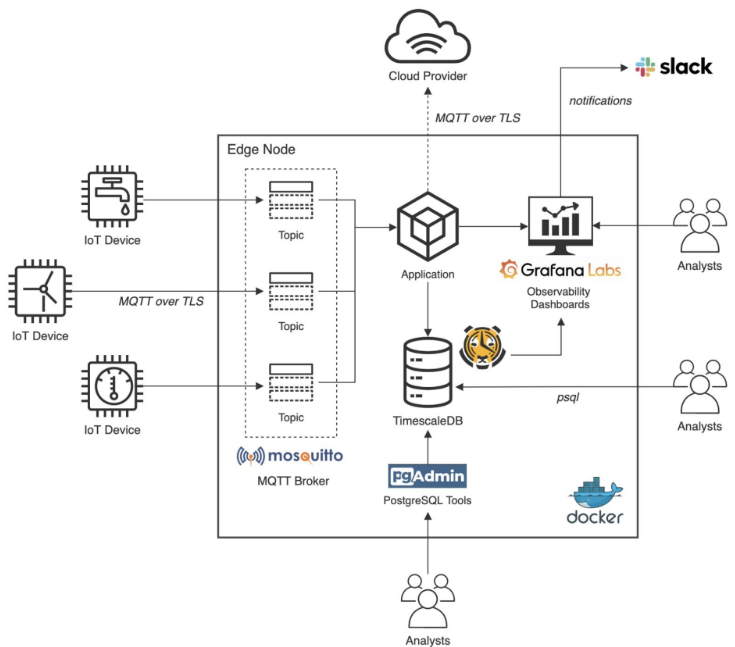 Cloud Provider
slack
notifications
MQTT over TLS
Edge Node
IoT Device
Topic
Application
Grafana Labs
Observability
Dashboards
Analysts
MQTT over TLS
IoT Device
Topic
IoT Device
Topic
TimescaleDB
psql
Analysts
mosquitto
MQTT Broker
pgAdmin
PostgreSQL Tools
docker
Analysts